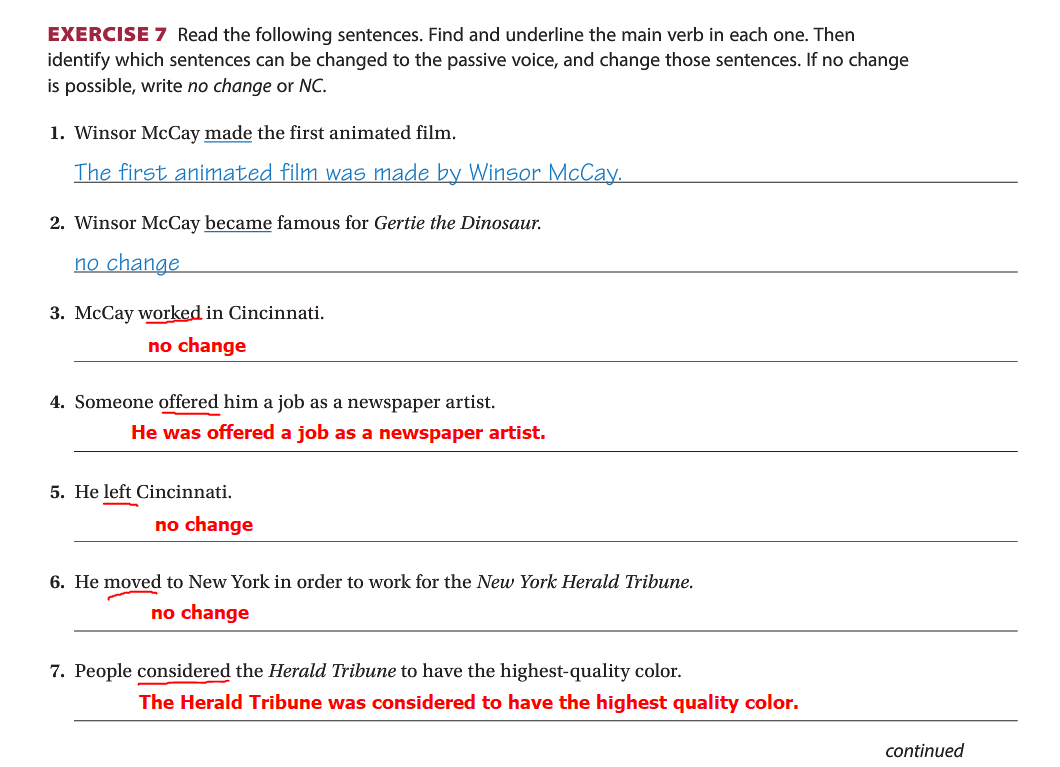 EXERCISE 7 Read the following sentences. Find and underline the main verb in each one. Then
identify which sentences can be changed to the passive voice, and change those sentences. If no change
is possible, write no change or NC.
1. Winsor McCay made the first animated film.
The first animated film was made by Winsor McCay.
2. Winsor McCay became famous for Gertie the Dinosaur.
no change
3. McCay worked in Cincinnati.
no change
4. Someone offered him a job as a newspaper artist.
He was offered a job as a newspaper artist.
5. He left Cincinnati.
no change
6. He moved to New York in order to work for the New York Herald Tribune.
no change
7. People considered the Herald Tribune to have the highest-quality color.
The Herald Tribune was considered to have the highest quality color.
continued